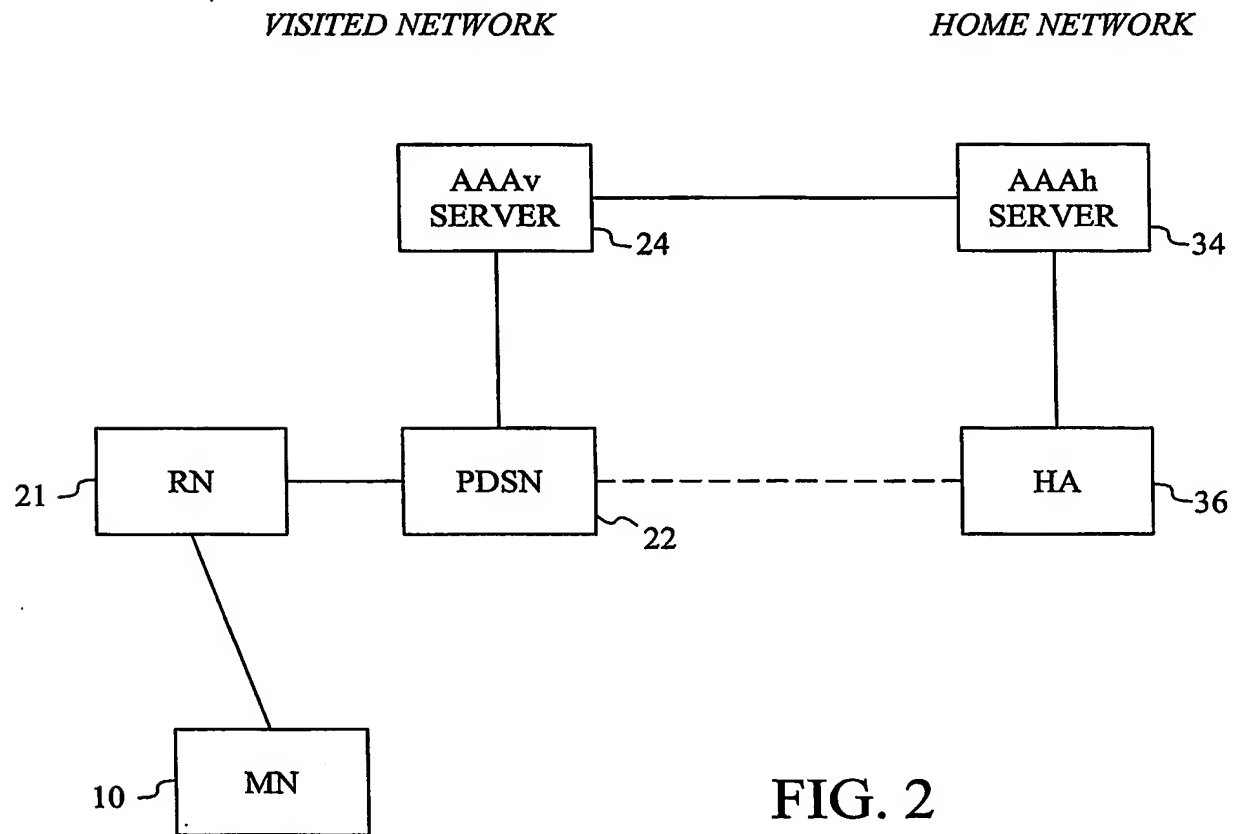 VISITED NETWORK
HOME NETWORK
AAAv
SERVER
24
AAAh
SERVER
34
21
RN
PDSN
22
HA
36
10
MN
FIG. 2